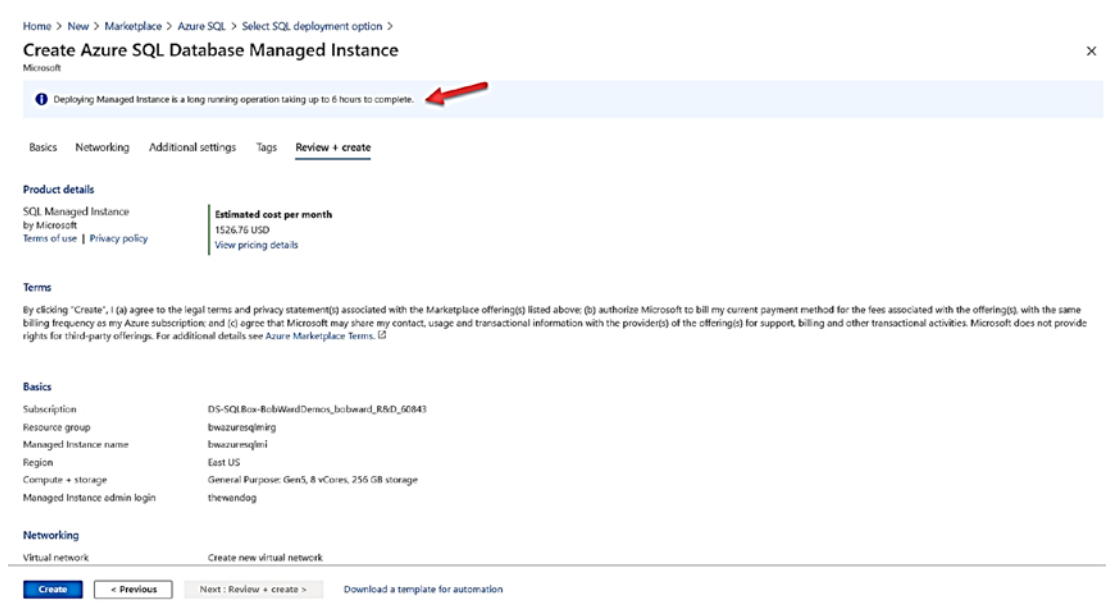 Home > New > Marketplace > Azure SQL > Select SQL deployment option >
Create Azure SQL Database Managed Instance
Microsoft
Deploying Managed Instance is a long running operation taking up to 6 hours to complete.
Basics Networking Additional settings Tags Review + create
Product details
SQL Managed Instance
by Microsoft
Terms of use | Privacy policy
Estimated cost per month
1526.76 USD
View pricing details
Terms
By clicking "Create", I (a) agree to the legal terms and privacy statement(s) associated with the Marketplace offering(s) listed above; (b) authorize Microsoft to bill my current payment method for the fees associated with the offering(s), with the same
billing frequency as my Azure subscription; and (c) agree that Microsoft may share my contact, usage and transactional information with the provider(s) of the offering(s) for support, billing and other transactional activities. Microsoft does not provide
rights for third-party offerings. For additional details see Azure Marketplace Terms.
Basics
Subscription DS-SQLBox-BobWardDemos_bobward_R&D_60843
Resource group bwazuresqlmirg
Managed Instance name bwazuresqlmi
Region East US
Compute + storage General Purpose: Gen5, 8 vCores, 256 GB storage
Managed Instance admin login thewandog
Networking
Virtual network Create new virtual network
Create < Previous Next : Review + create > Download a template for automation